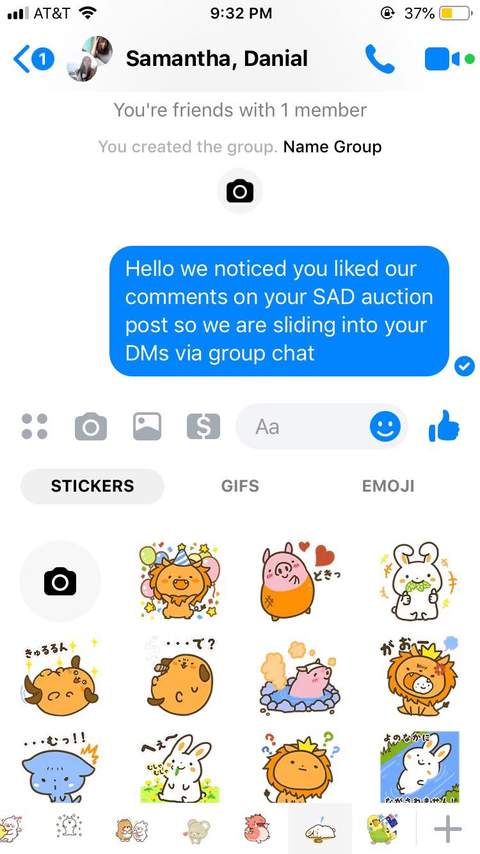 AT&T
9:32 PM
37%
1
Samantha, Danial
You're friends with 1 member
You created the group. Name Group
Hello we noticed you liked our
comments on your SAD auction
post so we are sliding into your
DMs via group chat
$
Aa
STICKERS
GIFS
EMOJI
どきっ
きゅるるん
・・・で?
がおー
・・・むっ!!
へぇ〜
? ? ? ?
よのなかに